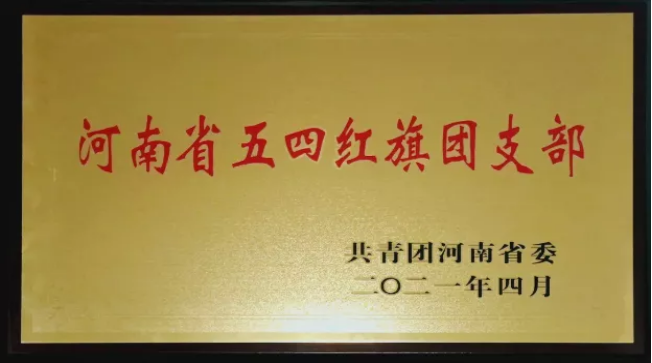 河南省五四红旗团支部
共青团河南省委
二〇二一年四月